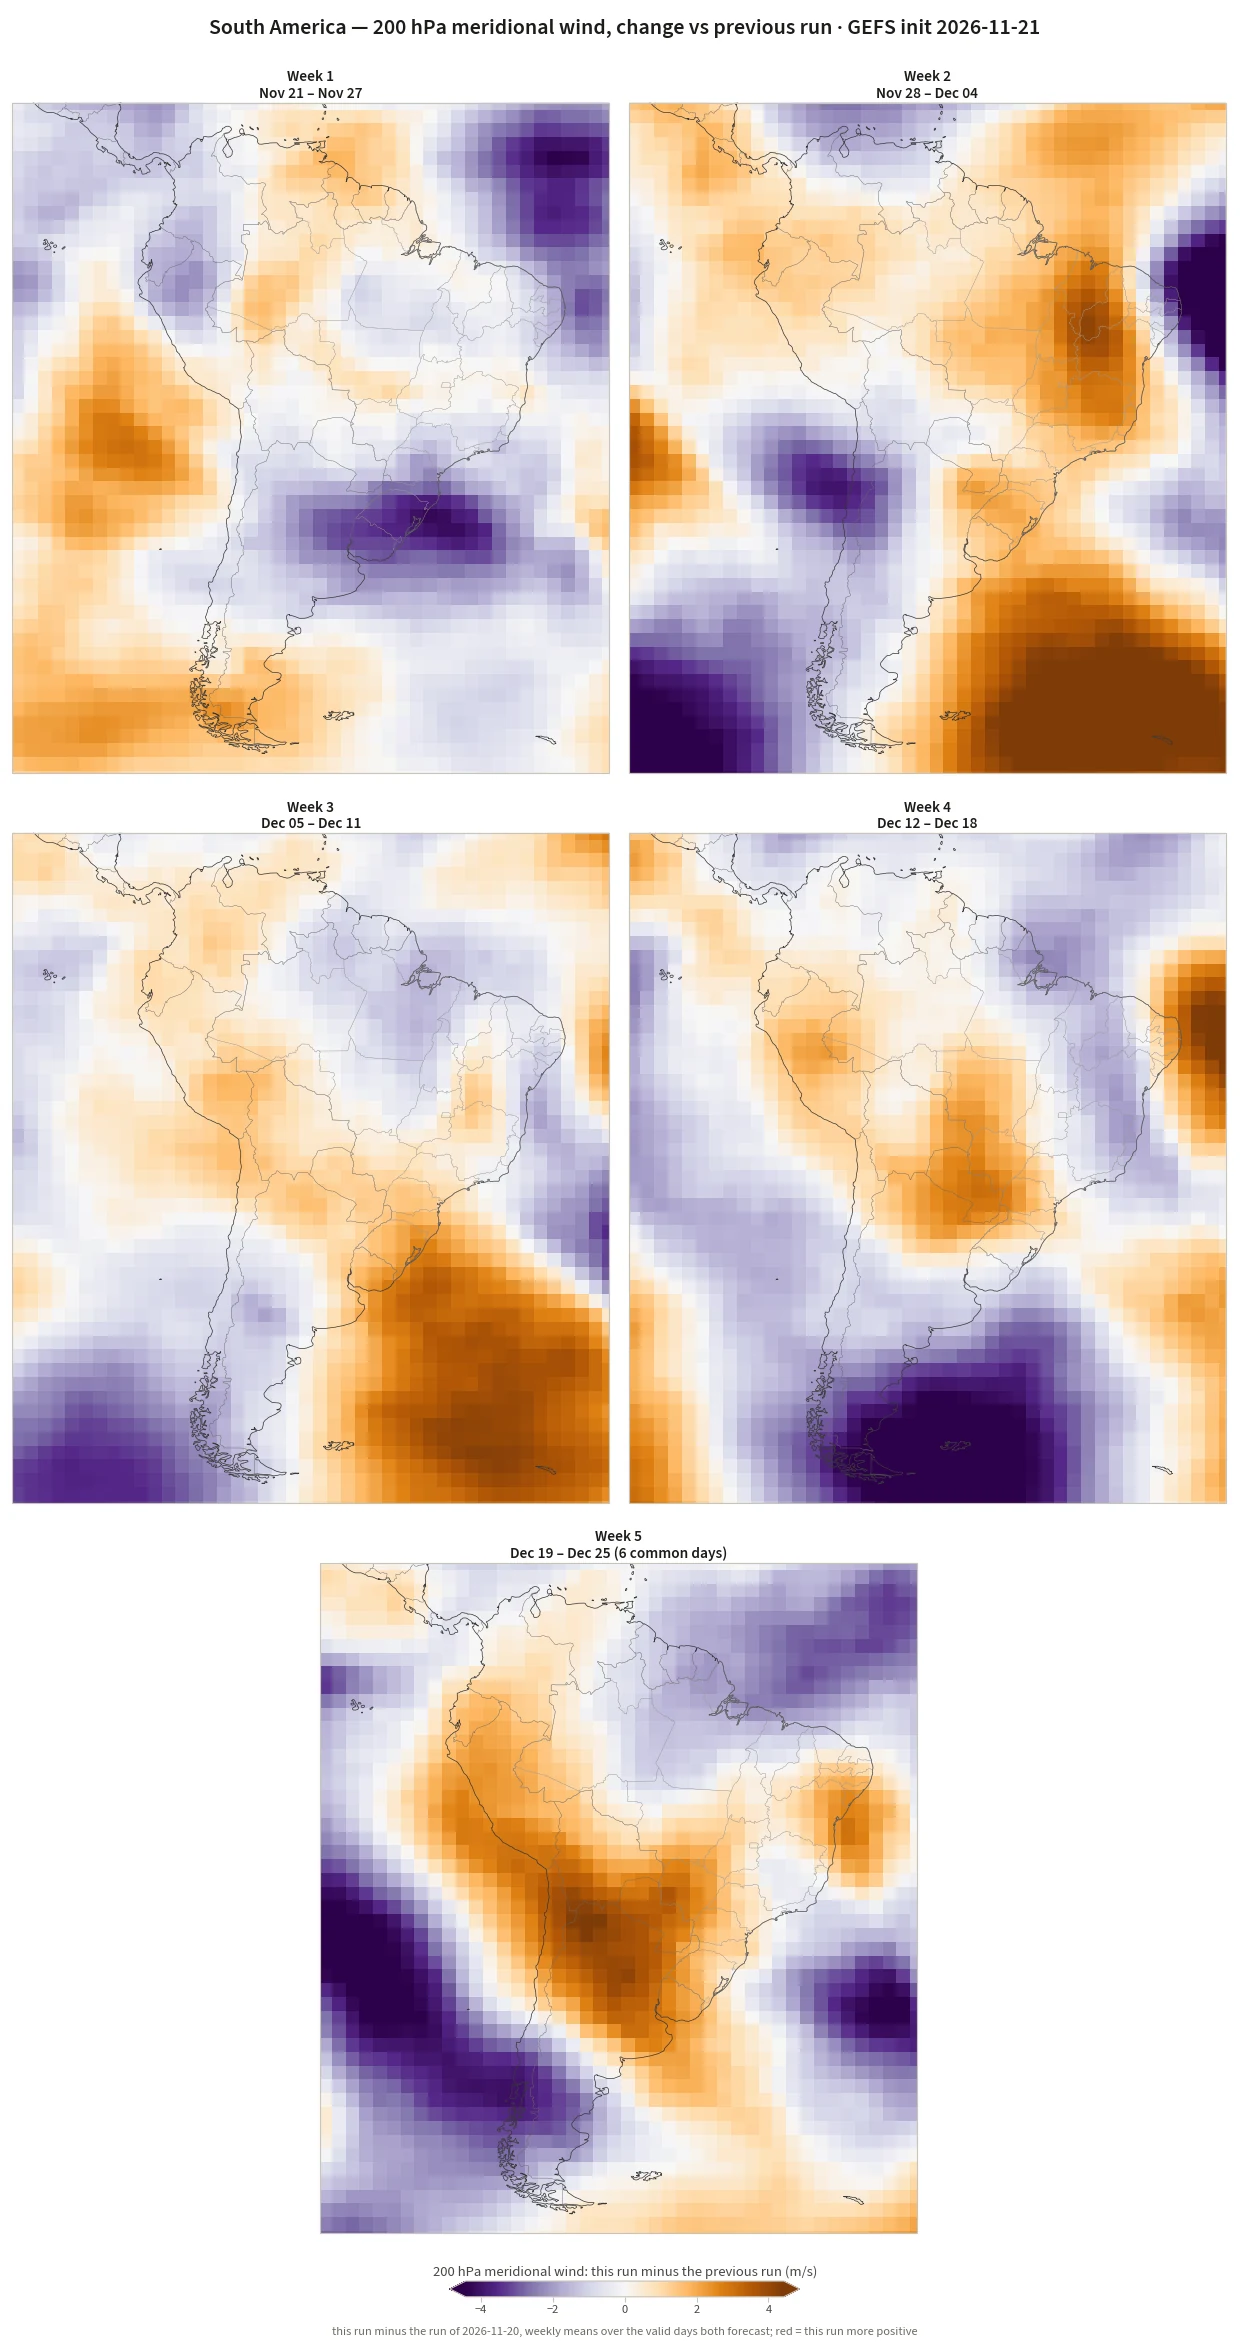 South America — 200 hPa meridional wind, change vs previous run · GEFS init 2026-11-21
Week 1
Nov 21 – Nov 27
Week 2
Nov 28 – Dec 04
Week 3
Dec 05 – Dec 11
Week 4
Dec 12 – Dec 18
Week 5
Dec 19 – Dec 25 (6 common days)
200 hPa meridional wind: this run minus the previous run (m/s)
−4 −2 0 2 4
this run minus the run of 2026-11-20, weekly means over the valid days both forecast; red = this run more positive